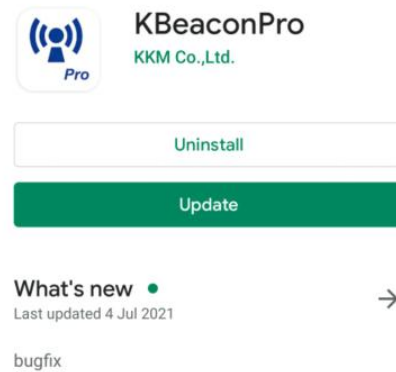 Pro
KBeaconPro
KKM Co.,Ltd.
Uninstall
Update
What's new
Last updated 4 Jul 2021
bugfix